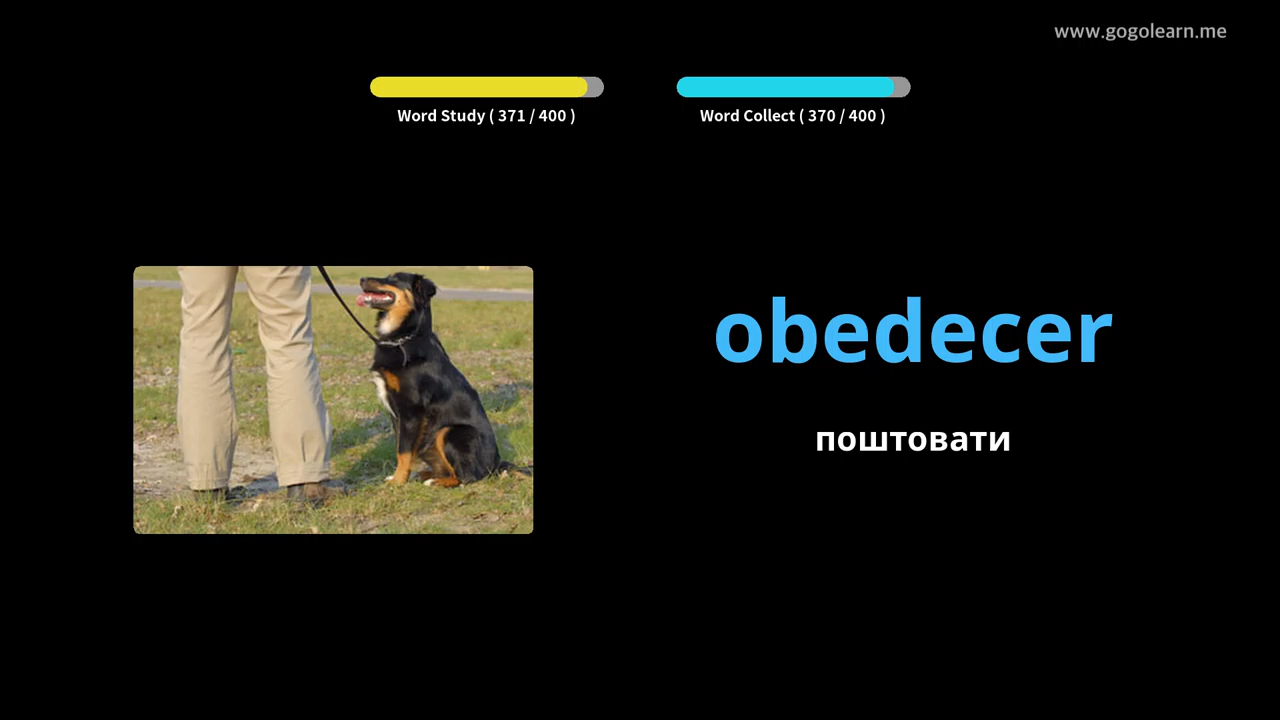 www.gogolearn.me
Word Study ( 371 / 400 )
Word Collect ( 370 / 400 )
obedecer
поштовати